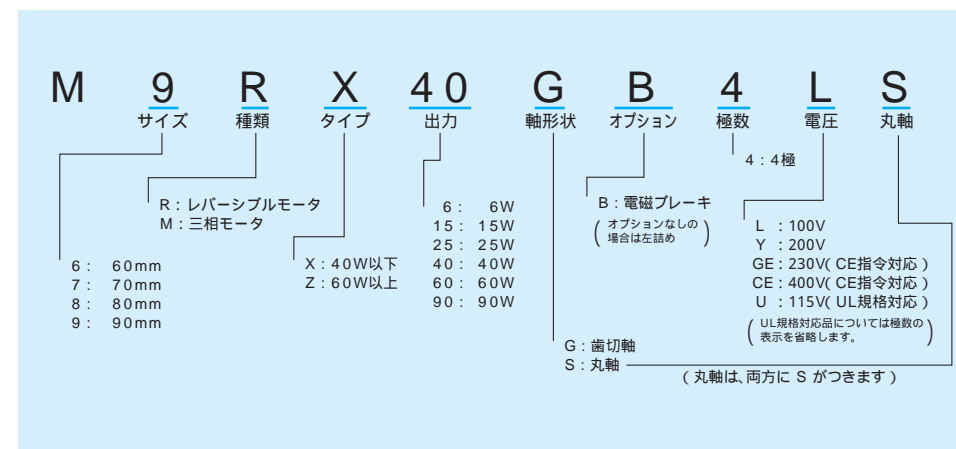 M 9 R X 40 G B 4 L S
サイズ 種類 タイプ 出力 軸形状 オプション 極数 電圧 丸軸
4：4極
R：レバーシブルモータ
M：三相モータ
B：電磁ブレーキ
（オプションなしの
場合は左詰め）
6： 6W
15： 15W
25： 25W
40： 40W
60： 60W
90： 90W
L ：100V
Y ：200V
GE：230V（CE指令対応）
CE：400V（CE指令対応）
U ：115V（UL規格対応）
（UL規格対応品については極数の
表示を省略します。）
6： 60mm
7： 70mm
8： 80mm
9： 90mm
X：40W以下
Z：60W以上
G：歯切軸
S：丸軸
（丸軸は、両方に S がつきます）